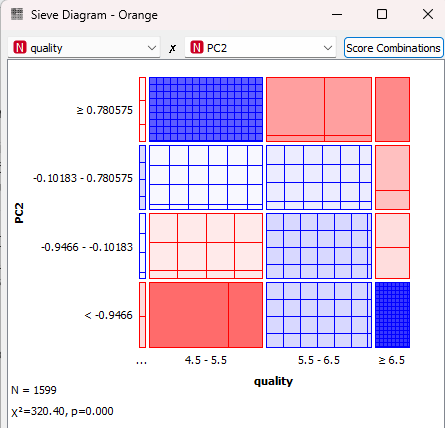 Sieve Diagram - Orange
N quality
✗
N PC2
Score Combinations
≥ 0.780575
-0.10183 - 0.780575
-0.9466 - -0.10183
< -0.9466
PC2
... 4.5 - 5.5 5.5 - 6.5 ≥ 6.5
quality
N = 1599
χ²=320.40, p=0.000